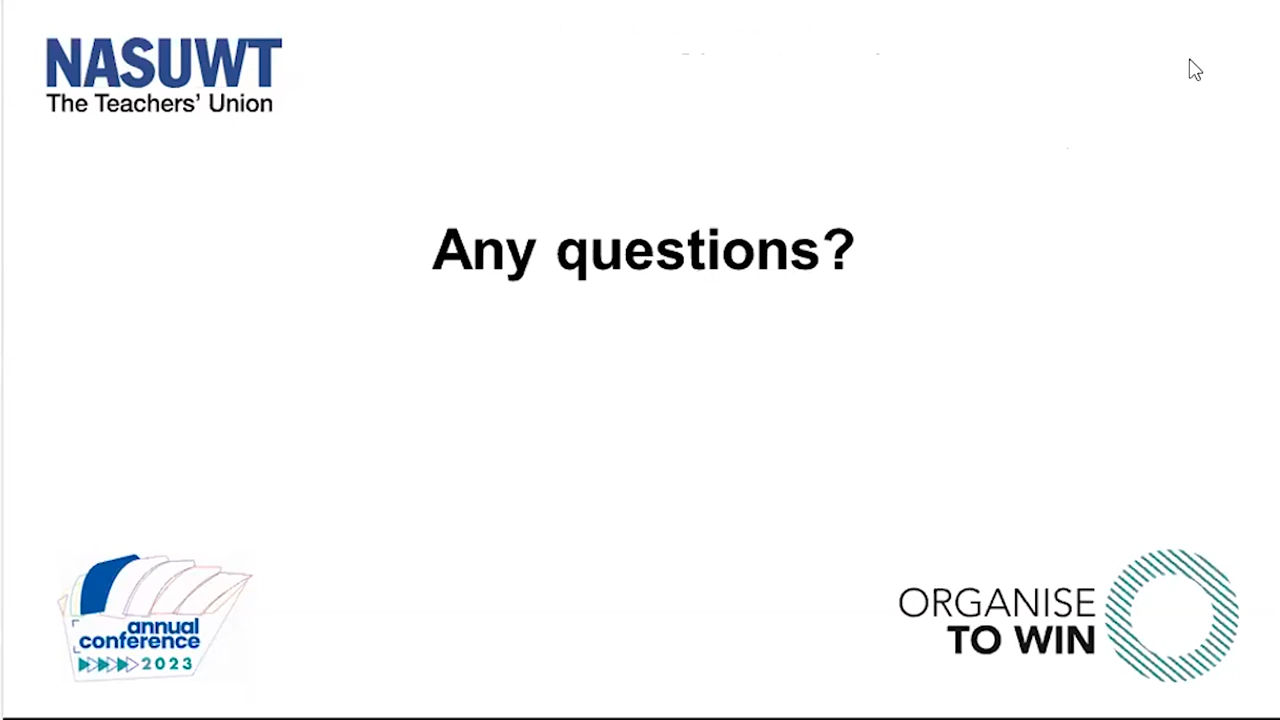 NASUWT
The Teachers' Union
Any questions?
annual
conference
2023
ORGANISE
TO WIN